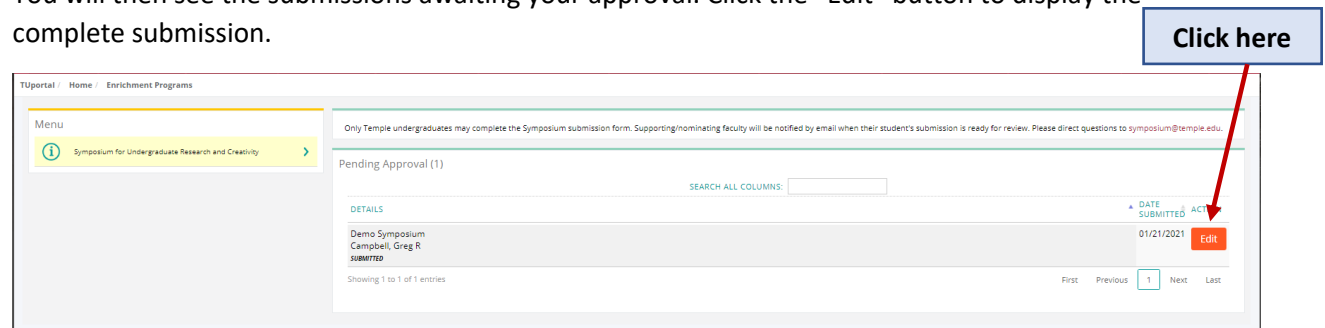 You will then see the submissions awaiting your approval. Click the "Edit" button to display the
complete submission.
Click here
TUportal / Home / Enrichment Programs
Menu
Symposium for Undergraduate Research and Creativity
Only Temple undergraduates may complete the Symposium submission form. Supporting/nominating faculty will be notified by email when their student's submission is ready for review. Please direct questions to symposium@temple.edu.
Pending Approval (1)
SEARCH ALL COLUMNS:
DETAILS
DATE
SUBMITTED
Demo Symposium
01/21/2021
Edit
Campbell, Greg R
SUBMITTED
Showing 1 to 1 of 1 entries
First Previous 1 Next Last